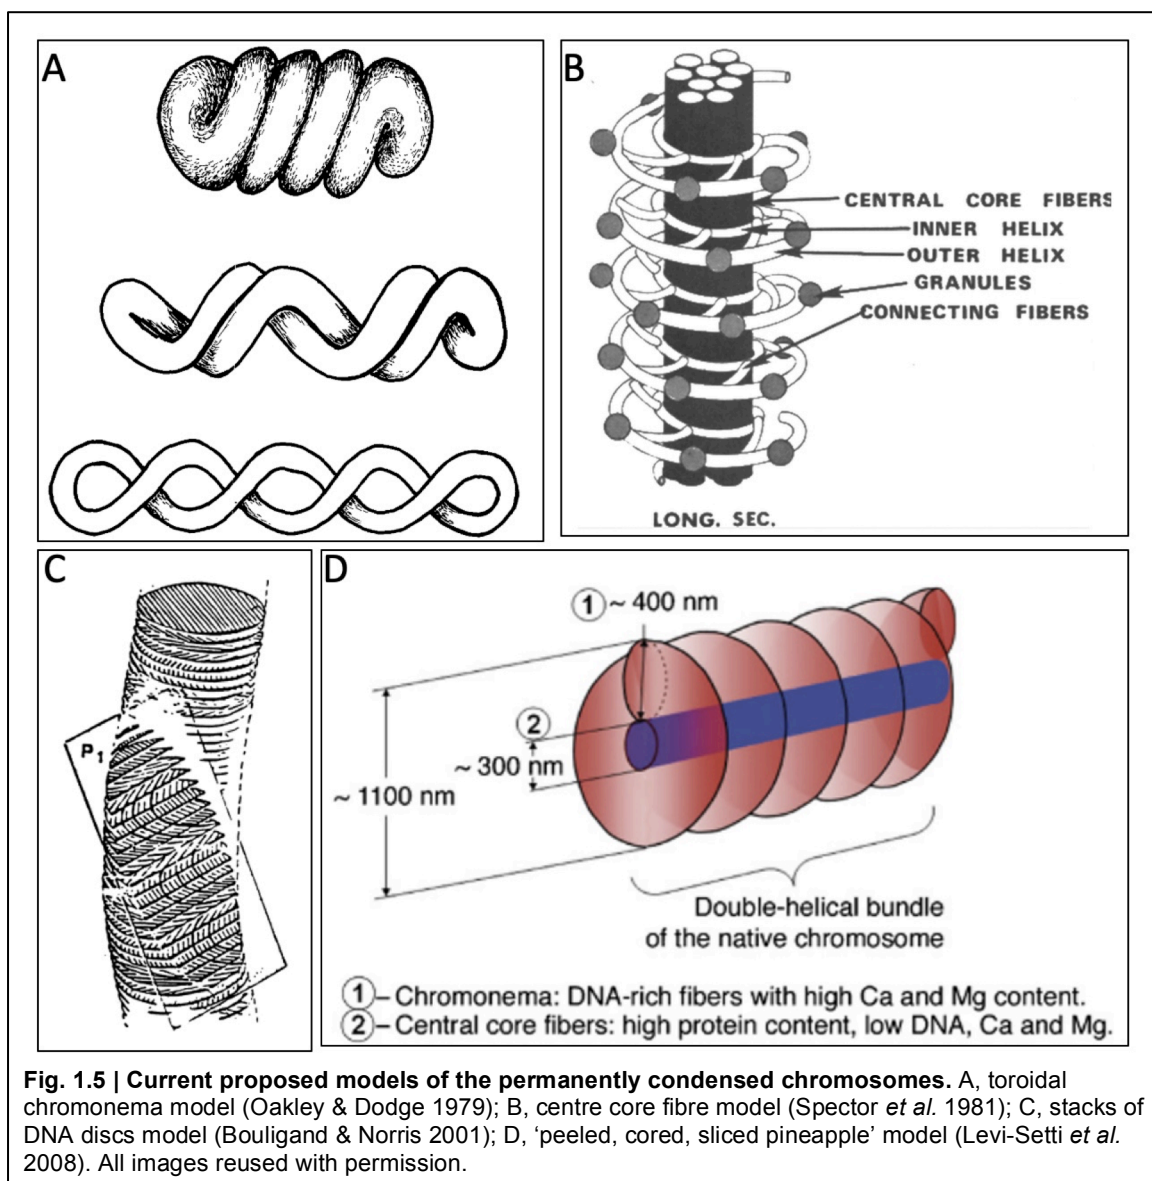 A
B
CENTRAL CORE FIBERS
INNER HELIX
OUTER HELIX
GRANULES
CONNECTING FIBERS
LONG. SEC.
C
P1
D
1 ~ 400 nm
2
~ 300 nm
~ 1100 nm
Double-helical bundle
of the native chromosome
1 – Chromonema: DNA-rich fibers with high Ca and Mg content.
2 – Central core fibers: high protein content, low DNA, Ca and Mg.
Fig. 1.5 | Current proposed models of the permanently condensed chromosomes. A, toroidal
chromonema model (Oakley & Dodge 1979); B, centre core fibre model (Spector et al. 1981); C, stacks of
DNA discs model (Bouligand & Norris 2001); D, ‘peeled, cored, sliced pineapple’ model (Levi-Setti et al.
2008). All images reused with permission.